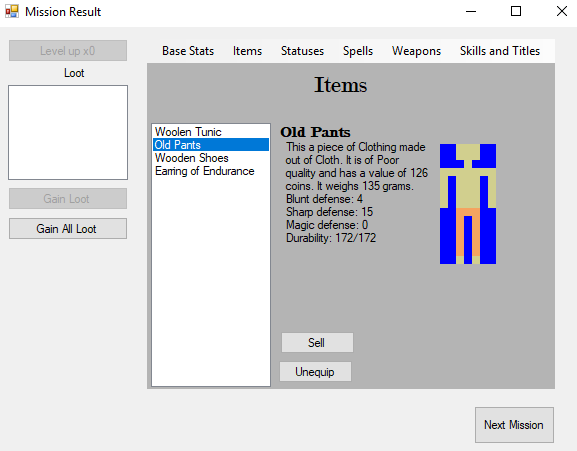 Mission Result
Level up x0
Loot
Gain Loot
Gain All Loot
Base Stats Items Statuses Spells Weapons Skills and Titles
Items
Woolen Tunic
Old Pants
Wooden Shoes
Earring of Endurance
Old Pants
This a piece of Clothing made
out of Cloth. It is of Poor
quality and has a value of 126
coins. It weighs 135 grams.
Blunt defense: 4
Sharp defense: 15
Magic defense: 0
Durability: 172/172
Sell
Unequip
Next Mission